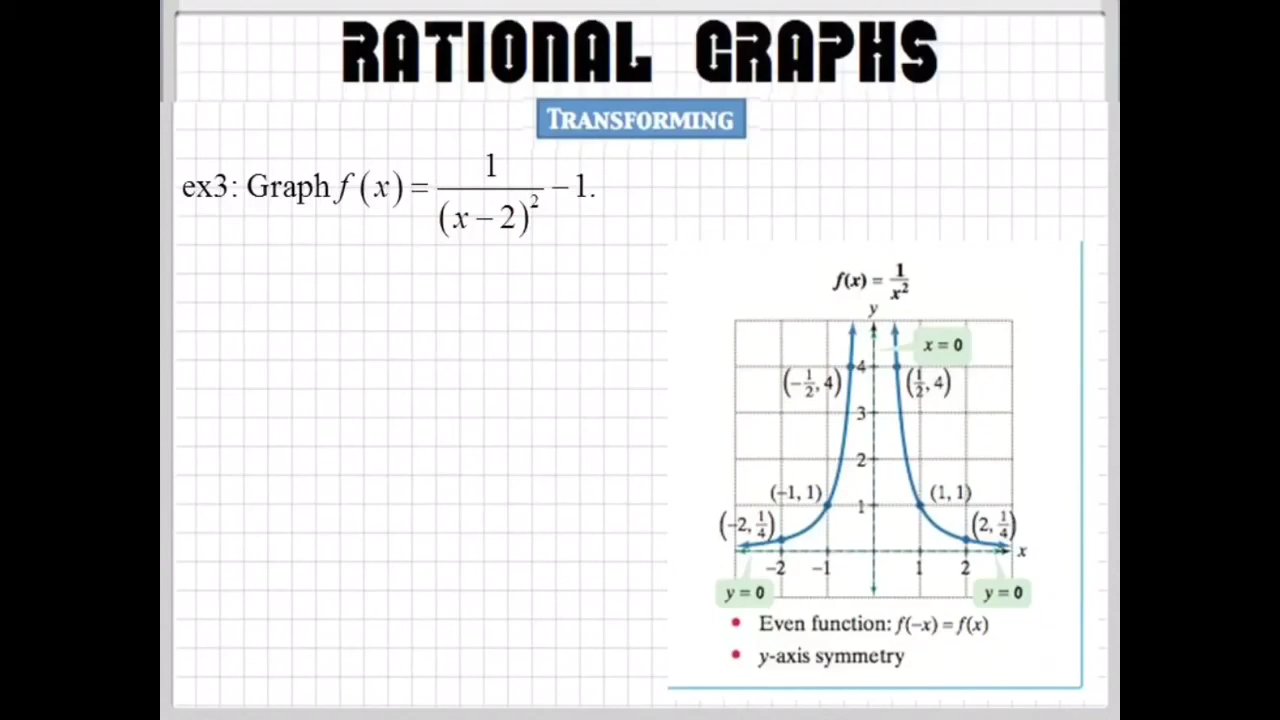 RATIONAL GRAPHS
TRANSFORMING
ex3: Graph f(x) = 1/(x − 2)² − 1.
f(x) = 1/x²
y
x = 0
4
(−1/2, 4)
(1/2, 4)
3
2
(−1, 1)
(1, 1)
1
(−2, 1/4)
(2, 1/4)
x
−2
−1
1
2
y = 0
y = 0
• Even function: f(−x) = f(x)
• y-axis symmetry